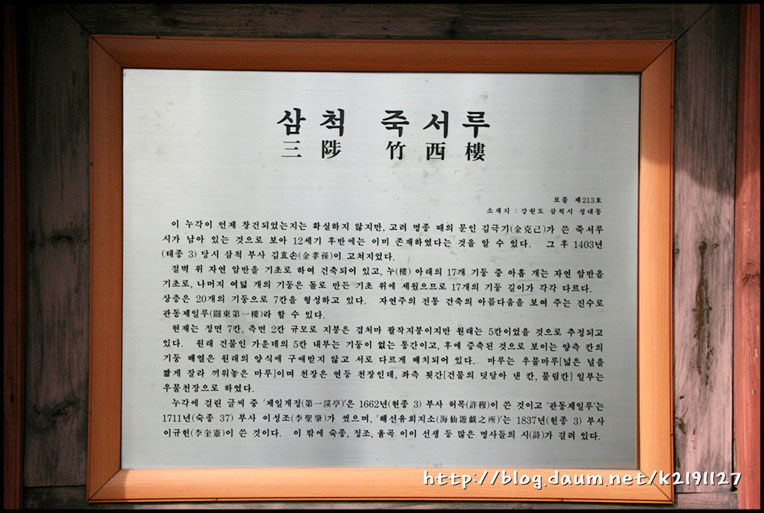 삼척 죽서루
三陟 竹西樓
보물 제213호
소재지 : 강원도 삼척시 성내동
이 누각이 언제 창건되었는지는 확실하지 않지만, 고려 명종 때의 문인 김극기(金克己)가 쓴 죽서루
시가 남아 있는 것으로 보아 12세기 후반에는 이미 존재하였다는 것을 알 수 있다. 그 후 1403년
(태종 3) 당시 삼척 부사 김효손(金孝孫)이 고쳐지었다.
절벽 위 자연 암반을 기초로 하여 건축되어 있고, 누(樓) 아래의 17개 기둥 중 아홉 개는 자연 암반을
기초로, 나머지 여덟 개의 기둥은 돌로 만든 기초 위에 세웠으므로 17개의 기둥 길이가 각각 다르다.
상층은 20개의 기둥으로 7칸을 형성하고 있다. 자연주의 전통 건축의 아름다움을 보여 주는 진수로
관동제일루(關東第一樓)라 할 수 있다.
현재는 정면 7칸, 측면 2칸 규모로 지붕은 겹처마 팔작지붕이지만 원래는 5칸이었을 것으로 추정되고
있다. 원래 건물인 가운데의 5칸 내부는 기둥이 없는 통간이고, 후에 증축된 것으로 보이는 양측 칸의
기둥 배열은 원래의 양식에 구애받지 않고 서로 다르게 배치되어 있다. 마루는 우물마루[넓은 널을
짧게 잘라 끼워놓은 마루]이며 천장은 연등 천장인데, 좌측 뒷간[건물의 덧달아 낸 칸, 물림칸] 일부는
우물천장으로 하였다.
누각에 걸린 글씨 중 '제일계정(第一溪亭)'은 1662년(현종 3) 부사 허목(許穆)이 쓴 것이고 '관동제일루'는
1711년(숙종 37) 부사 이성조(李聖肇)가 썼으며, '해선유희지소(海仙遊戱之所)'는 1837년(헌종 3) 부사
이규헌(李奎憲)이 쓴 것이다. 이 밖에 숙종, 정조, 율곡 이이 선생 등 많은 명사들의 시(詩)가 걸려 있다.
http://blog.daum.net/k2191127